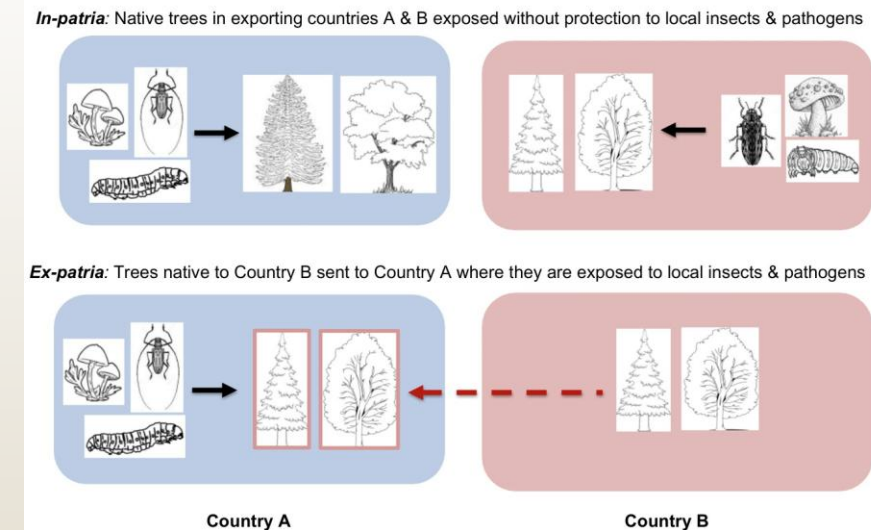 In-patria: Native trees in exporting countries A & B exposed without protection to local insects & pathogens
Ex-patria: Trees native to Country B sent to Country A where they are exposed to local insects & pathogens
Country A
Country B